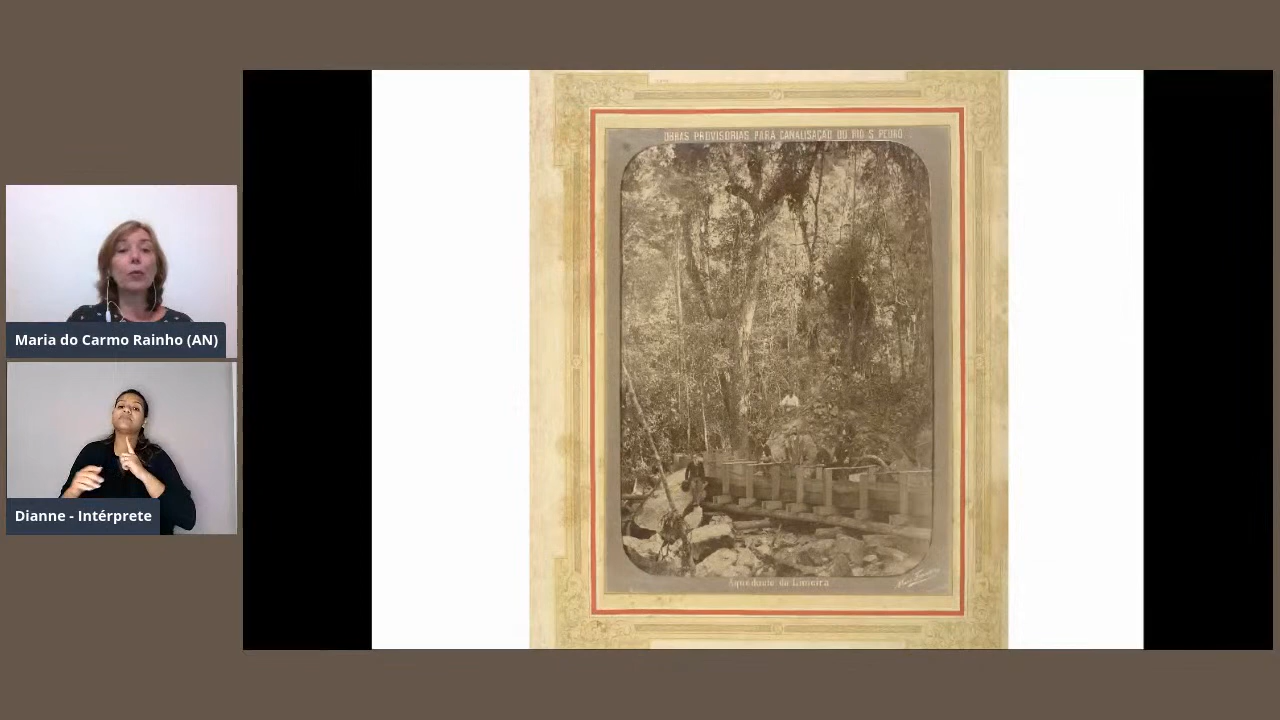 Maria do Carmo Rainho (AN)
Dianne - Intérprete
OBRAS PROVISORIAS PARA CANALISAÇÃO DO RIO S. PEDRO
Aqueducto da Limeira